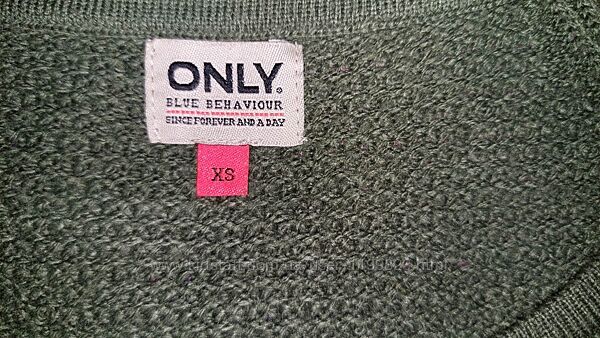 ONLY®
BLUE BEHAVIOUR
SINCE FOREVER AND A DAY
XS